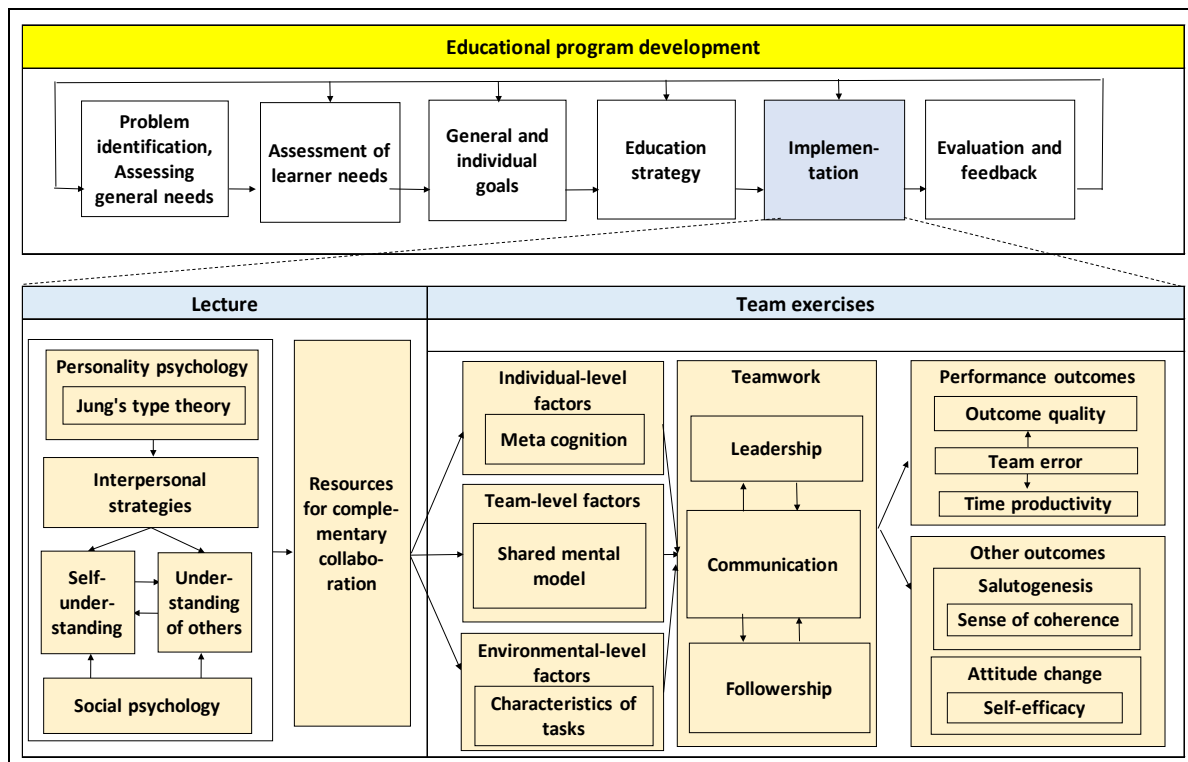 Educational program development
Problem
identification,
Assessing
general needs
Assessment of
learner needs
General and
individual
goals
Education
strategy
Implemen-
tation
Evaluation and
feedback
Lecture
Team exercises
Personality psychology
Jung's type theory
Interpersonal
strategies
Self-
under-
standing
Under-
standing
of others
Social psychology
Resources
for comple-
mentary
collabo-
ration
Individual-level
factors
Meta cognition
Team-level factors
Shared mental
model
Environmental-level
factors
Characteristics of
tasks
Teamwork
Leadership
Communication
Followership
Performance outcomes
Outcome quality
Team error
Time productivity
Other outcomes
Salutogenesis
Sense of coherence
Attitude change
Self-efficacy